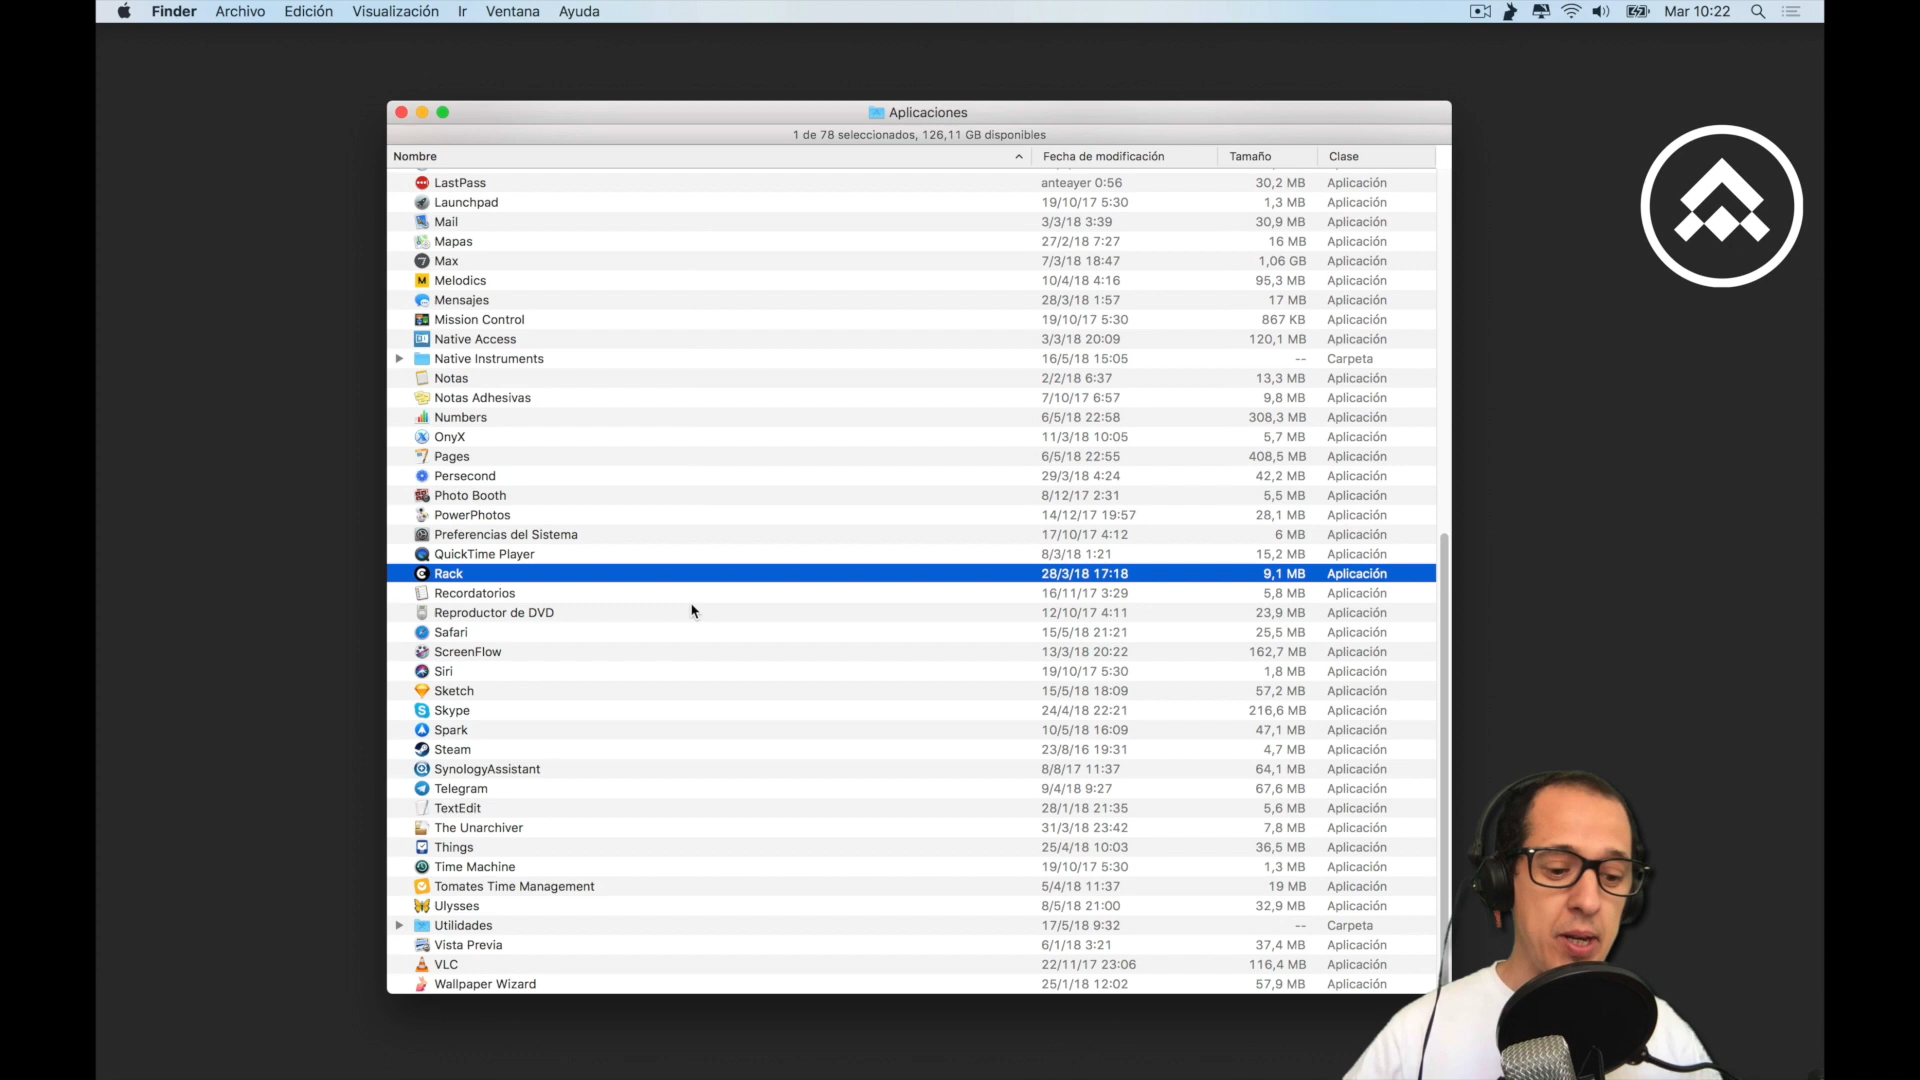 Finder Archivo Edición Visualización Ir Ventana Ayuda Mar 10:22
Aplicaciones
1 de 78 seleccionados, 126,11 GB disponibles
Nombre Fecha de modificación Tamaño Clase
LastPass anteayer 0:56 30,2 MB Aplicación
Launchpad 19/10/17 5:30 1,3 MB Aplicación
Mail 3/3/18 3:39 30,9 MB Aplicación
Mapas 27/2/18 7:27 16 MB Aplicación
Max 7/3/18 18:47 1,06 GB Aplicación
Melodics 10/4/18 4:16 95,3 MB Aplicación
Mensajes 28/3/18 1:57 17 MB Aplicación
Mission Control 19/10/17 5:30 867 KB Aplicación
Native Access 3/3/18 20:09 120,1 MB Aplicación
Native Instruments 16/5/18 15:05 -- Carpeta
Notas 2/2/18 6:37 13,3 MB Aplicación
Notas Adhesivas 7/10/17 6:57 9,8 MB Aplicación
Numbers 6/5/18 22:58 308,3 MB Aplicación
OnyX 11/3/18 10:05 5,7 MB Aplicación
Pages 6/5/18 22:55 408,5 MB Aplicación
Persecond 29/3/18 4:24 42,2 MB Aplicación
Photo Booth 8/12/17 2:31 5,5 MB Aplicación
PowerPhotos 14/12/17 19:57 28,1 MB Aplicación
Preferencias del Sistema 17/10/17 4:12 6 MB Aplicación
QuickTime Player 8/3/18 1:21 15,2 MB Aplicación
Rack 28/3/18 17:18 9,1 MB Aplicación
Recordatorios 16/11/17 3:29 5,8 MB Aplicación
Reproductor de DVD 12/10/17 4:11 23,9 MB Aplicación
Safari 15/5/18 21:21 25,5 MB Aplicación
ScreenFlow 13/3/18 20:22 162,7 MB Aplicación
Siri 19/10/17 5:30 1,8 MB Aplicación
Sketch 15/5/18 18:09 57,2 MB Aplicación
Skype 24/4/18 22:21 216,6 MB Aplicación
Spark 10/5/18 16:09 47,1 MB Aplicación
Steam 23/8/16 19:31 4,7 MB Aplicación
SynologyAssistant 8/8/17 11:37 64,1 MB Aplicación
Telegram 9/4/18 9:27 67,6 MB Aplicación
TextEdit 28/1/18 21:35 5,6 MB Aplicación
The Unarchiver 31/3/18 23:42 7,8 MB Aplicación
Things 25/4/18 10:03 36,5 MB Aplicación
Time Machine 19/10/17 5:30 1,3 MB Aplicación
Tomates Time Management 5/4/18 11:37 19 MB Aplicación
Ulysses 8/5/18 21:00 32,9 MB Aplicación
Utilidades 17/5/18 9:32 -- Carpeta
Vista Previa 6/1/18 3:21 37,4 MB Aplicación
VLC 22/11/17 23:06 116,4 MB Aplicación
Wallpaper Wizard 25/1/18 12:02 57,9 MB Aplicación